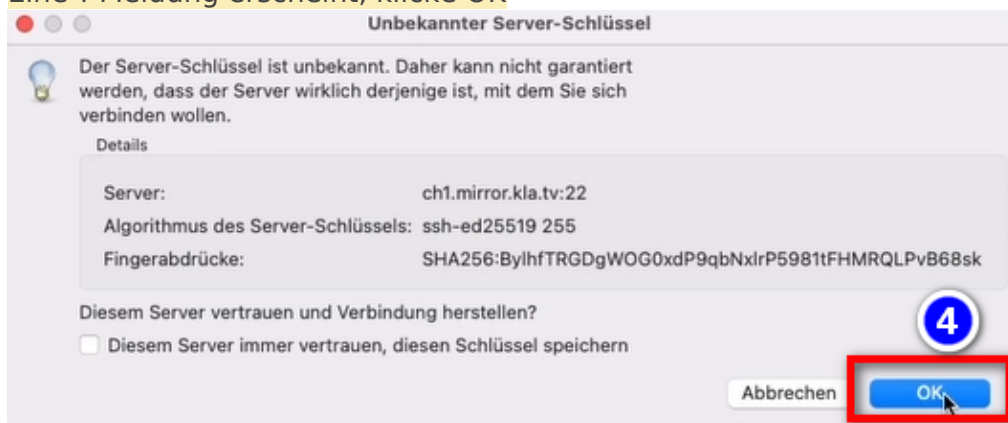 Unbekannter Server-Schlüssel
Der Server-Schlüssel ist unbekannt. Daher kann nicht garantiert
werden, dass der Server wirklich derjenige ist, mit dem Sie sich
verbinden wollen.
Details
Server: ch1.mirror.kla.tv:22
Algorithmus des Server-Schlüssels: ssh-ed25519 255
Fingerabdrücke: SHA256:BylhfTRGDgWOG0xdP9qbNxlrP5981tFHMRQLPvB68sk
Diesem Server vertrauen und Verbindung herstellen?
Diesem Server immer vertrauen, diesen Schlüssel speichern
4
Abbrechen OK